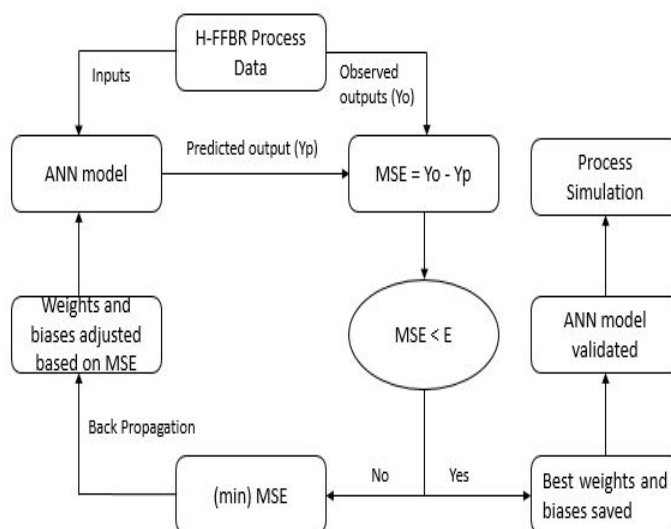 H-FFBR Process
Data
Inputs
Observed
outputs (Yo)
ANN model
Predicted output (Yp)
MSE = Yo - Yp
Process
Simulation
Weights and
biases adjusted
based on MSE
MSE < E
ANN model
validated
Back Propagation
(min) MSE
No
Yes
Best weights and
biases saved